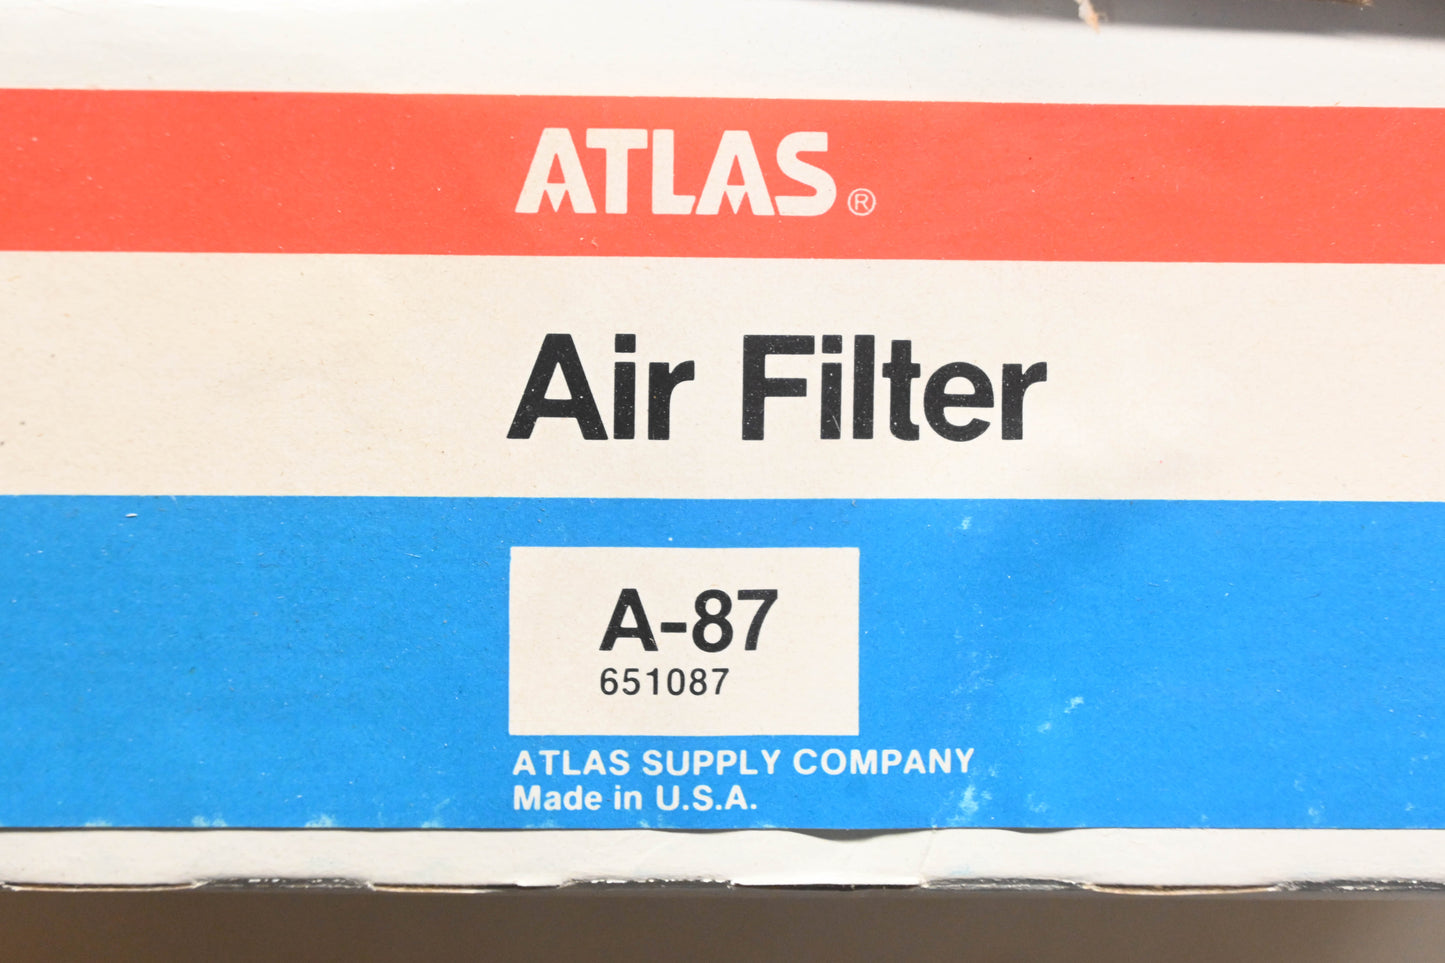 ATLAS®
Air Filter
A-87
651087
ATLAS SUPPLY COMPANY
Made in U.S.A.